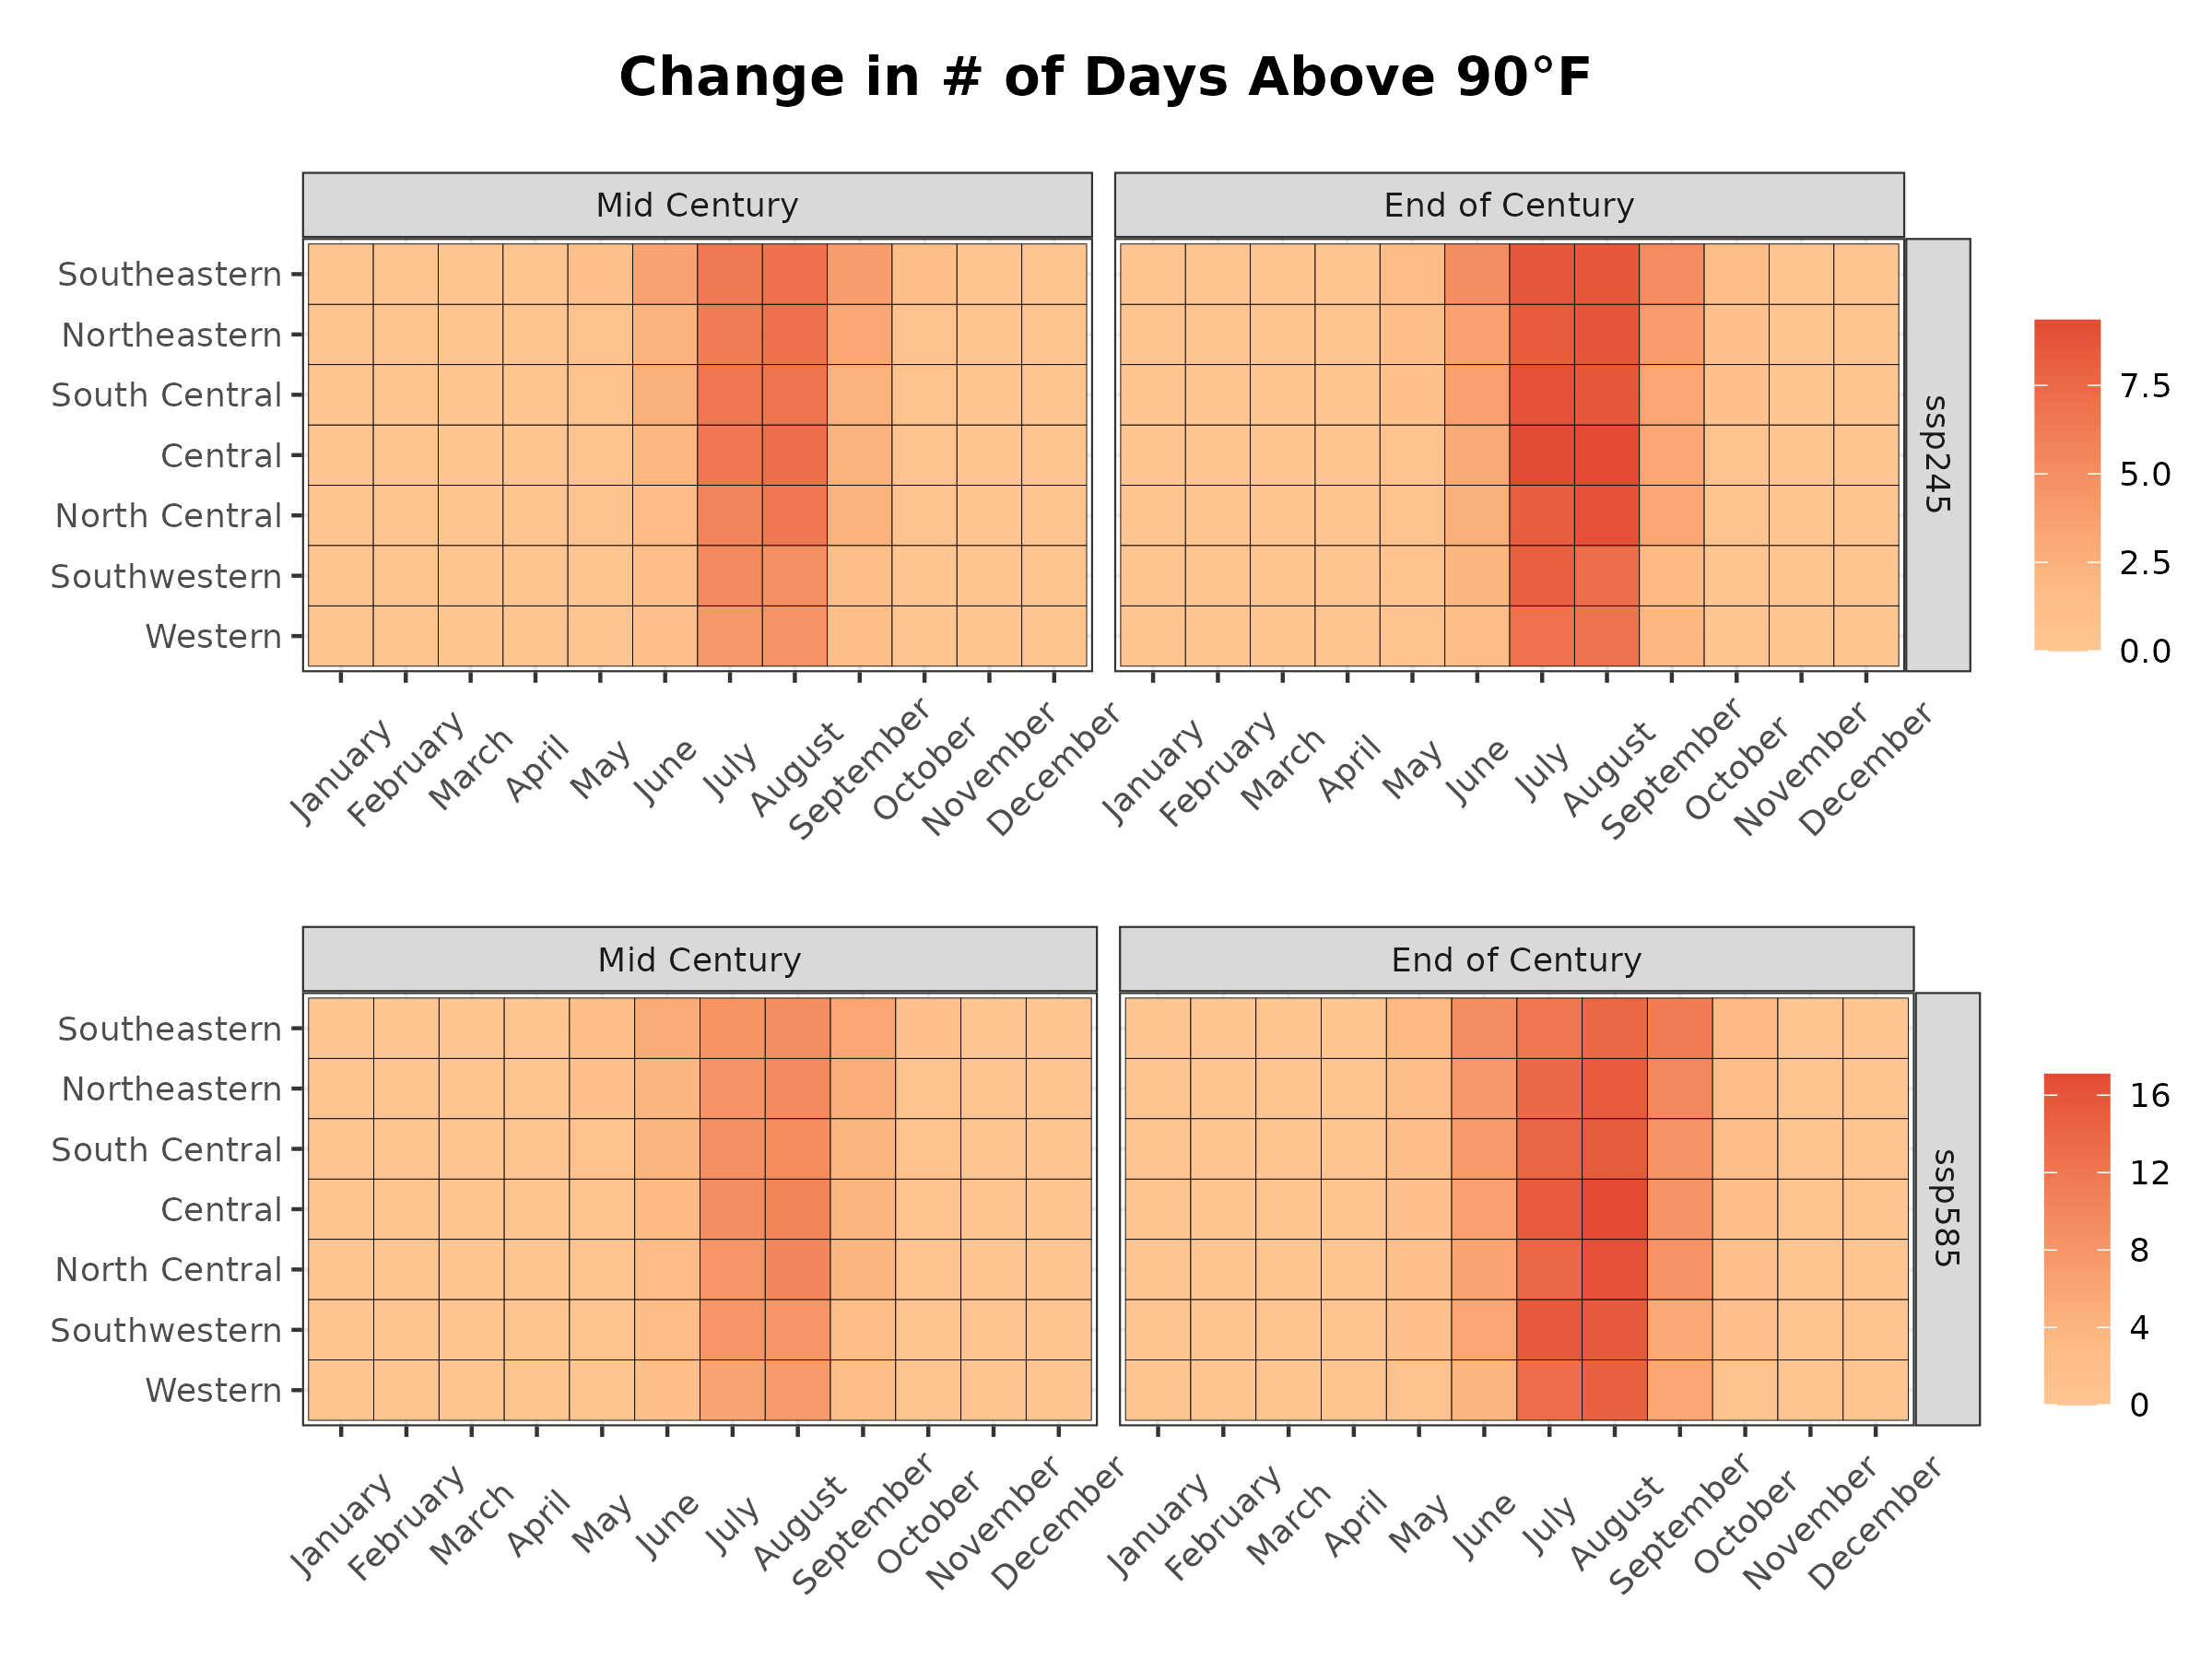 Change in # of Days Above 90°F
Mid Century
End of Century
Southeastern
Northeastern
South Central
Central
North Central
Southwestern
Western
ssp245
7.5
5.0
2.5
0.0
January
February
March
April
May
June
July
August
September
October
November
December
January
February
March
April
May
June
July
August
September
October
November
December
Mid Century
End of Century
Southeastern
Northeastern
South Central
Central
North Central
Southwestern
Western
ssp585
16
12
8
4
0
January
February
March
April
May
June
July
August
September
October
November
December
January
February
March
April
May
June
July
August
September
October
November
December